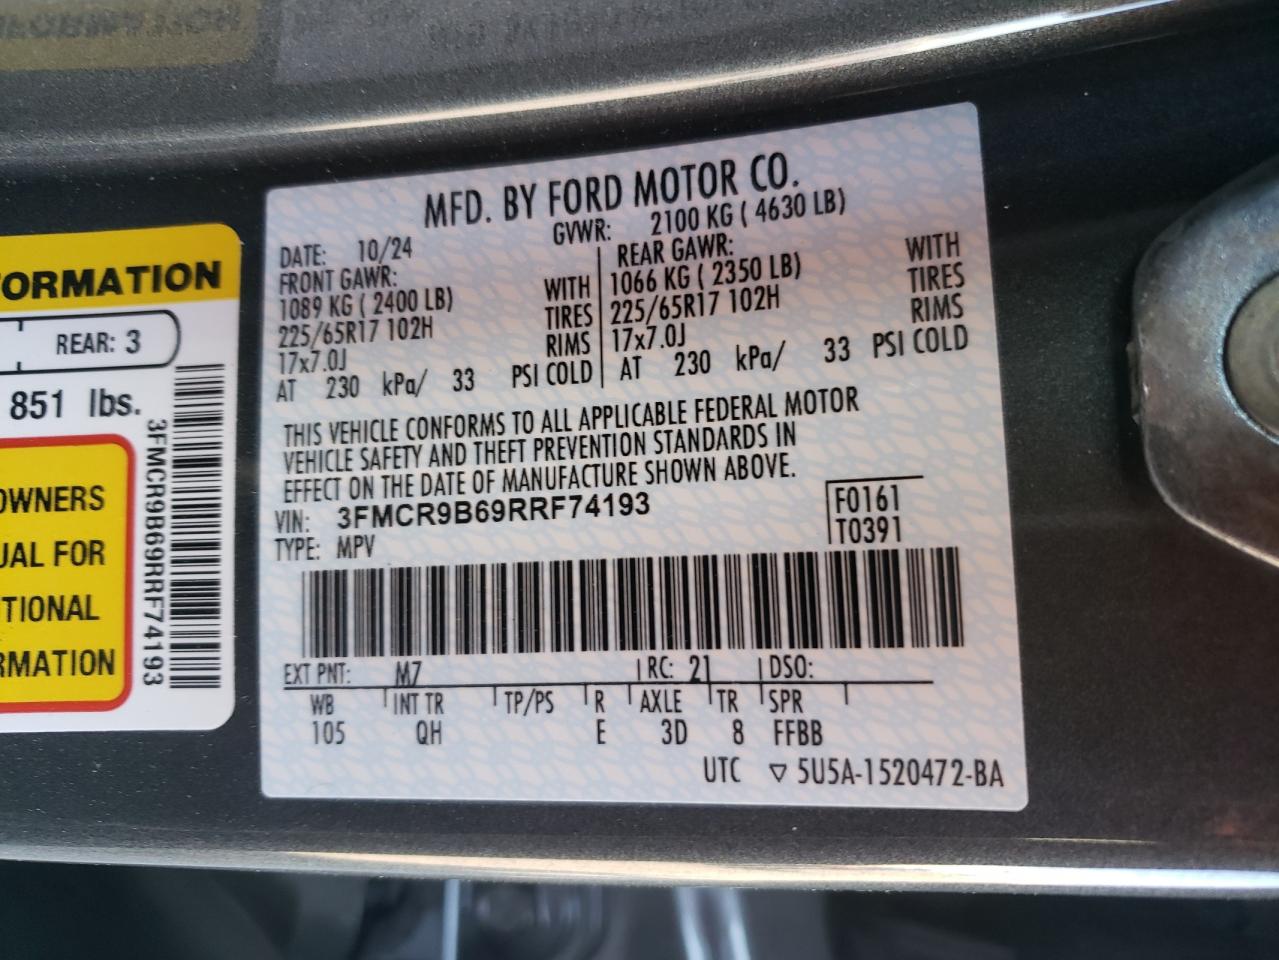 MFD. BY FORD MOTOR CO.
DATE: 10/24 GVWR: 2100 KG ( 4630 LB)
FRONT GAWR: REAR GAWR:
1089 KG ( 2400 LB) WITH 1066 KG ( 2350 LB) WITH
225/65R17 102H TIRES 225/65R17 102H TIRES
17x7.0J RIMS 17x7.0J RIMS
AT 230 kPa/ 33 PSI COLD AT 230 kPa/ 33 PSI COLD
THIS VEHICLE CONFORMS TO ALL APPLICABLE FEDERAL MOTOR
VEHICLE SAFETY AND THEFT PREVENTION STANDARDS IN
EFFECT ON THE DATE OF MANUFACTURE SHOWN ABOVE.
VIN: 3FMCR9B69RRF74193 F0161
TYPE: MPV T0391
EXT PNT: M7 RC: 21 DSO:
WB INT TR TP/PS R AXLE TR SPR
105 QH E 3D 8 FFBB
UTC ▽ 5U5A-1520472-BA
REAR: 3
851 lbs.
OWNERS
3FMCR9B69RRF74193